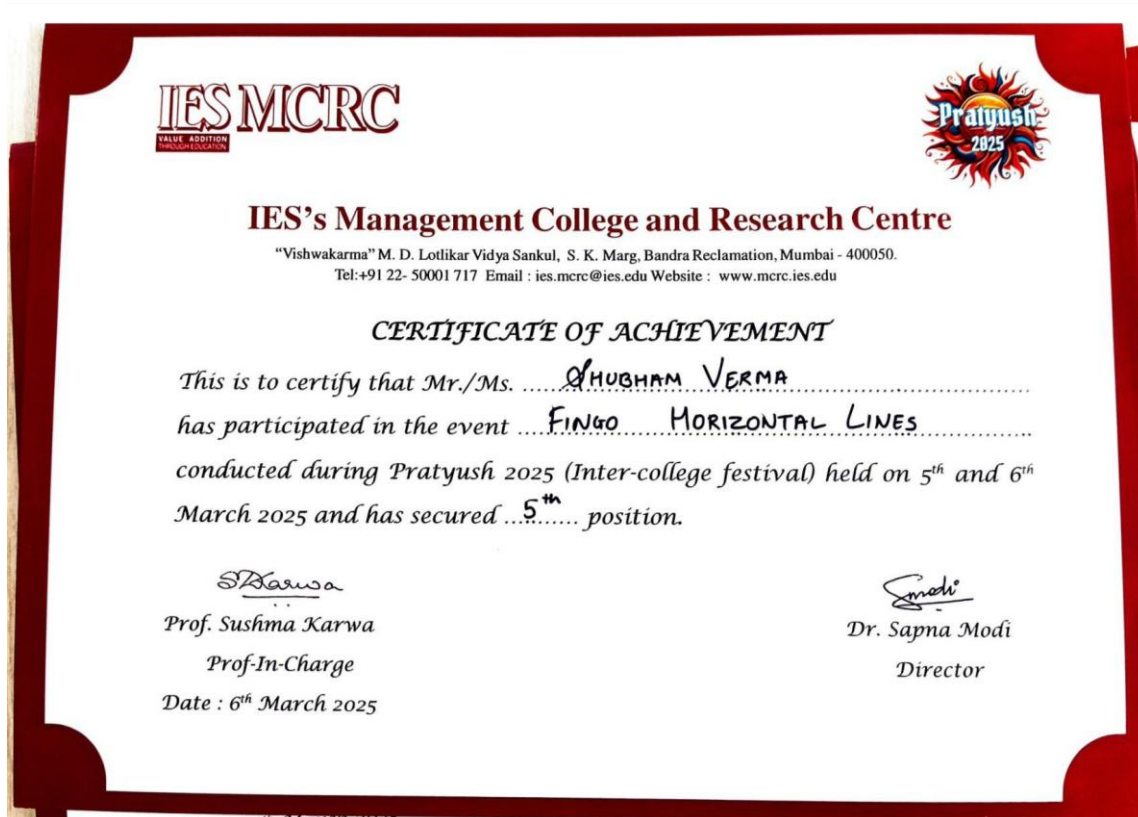 IES MCRC
VALUE ADDITION
THROUGH EDUCATION
Pratyush
2025
IES's Management College and Research Centre
"Vishwakarma" M. D. Lotlikar Vidya Sankul, S. K. Marg, Bandra Reclamation, Mumbai - 400050.
Tel:+91 22- 50001 717 Email : ies.mcrc@ies.edu Website : www.mcrc.ies.edu
CERTIFICATE OF ACHIEVEMENT
This is to certify that Mr./Ms. ..... SHUBHAM VERMA
has participated in the event ..... FINGO MORIZONTAL LINES
conducted during Pratyush 2025 (Inter-college festival) held on 5th and 6th
March 2025 and has secured ... 5th ..... position.
SDKarwa
Smodi
Prof. Sushma Karwa
Dr. Sapna Modi
Prof-In-Charge
Director
Date : 6th March 2025